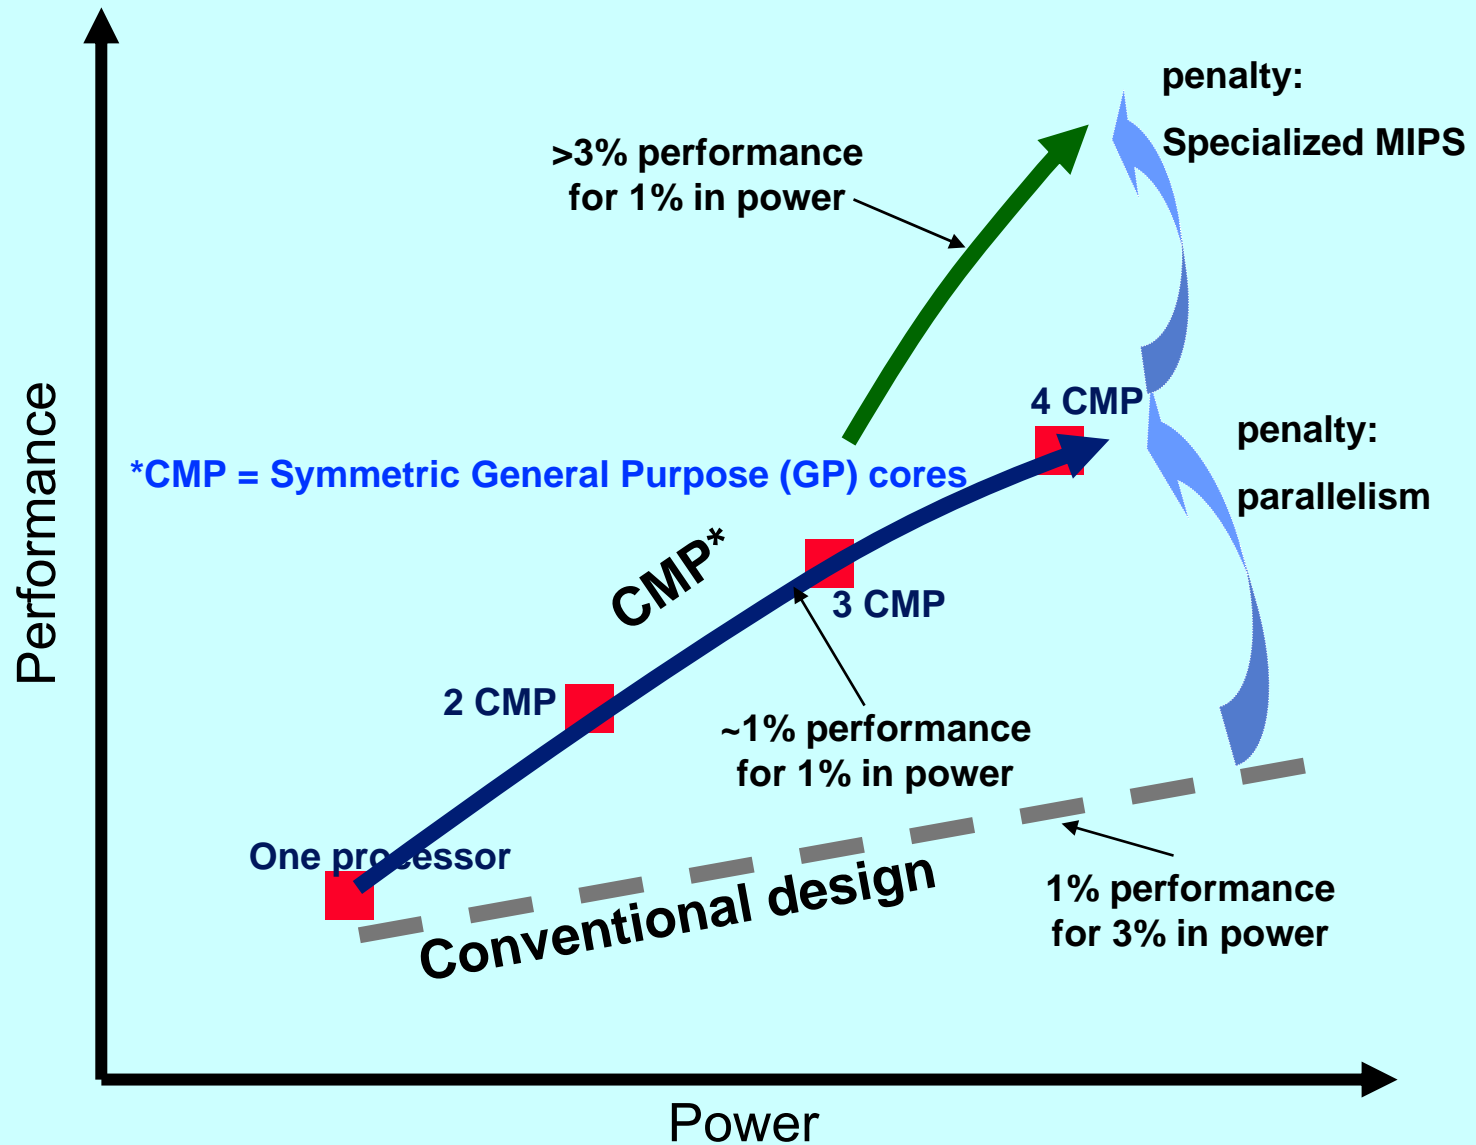 penalty:
Specialized MIPS
>3% performance
for 1% in power
4 CMP
penalty:
parallelism
*CMP = Symmetric General Purpose (GP) cores
CMP*
3 CMP
2 CMP
~1% performance
for 1% in power
One processor
Conventional design
1% performance
for 3% in power
Performance
Power